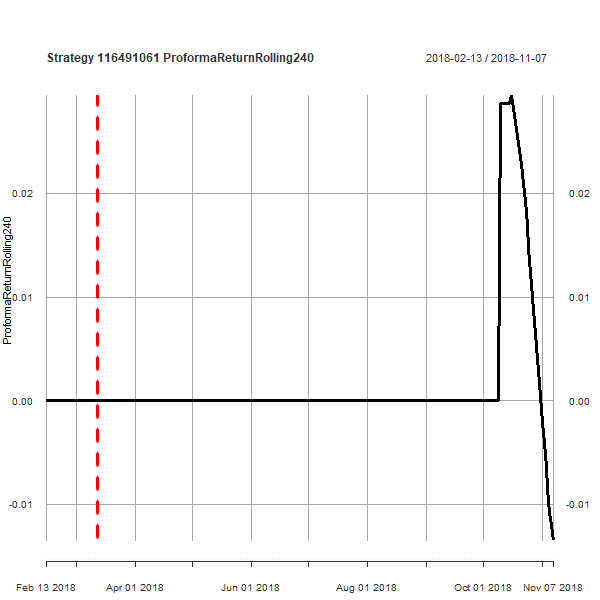 Strategy 116491061 ProformaReturnRolling240
2018-02-13 / 2018-11-07
ProformaReturnRolling240
0.02
0.02
0.01
0.01
0.00
0.00
-0.01
-0.01
Feb 13 2018
Apr 01 2018
Jun 01 2018
Aug 01 2018
Oct 01 2018
Nov 07 2018